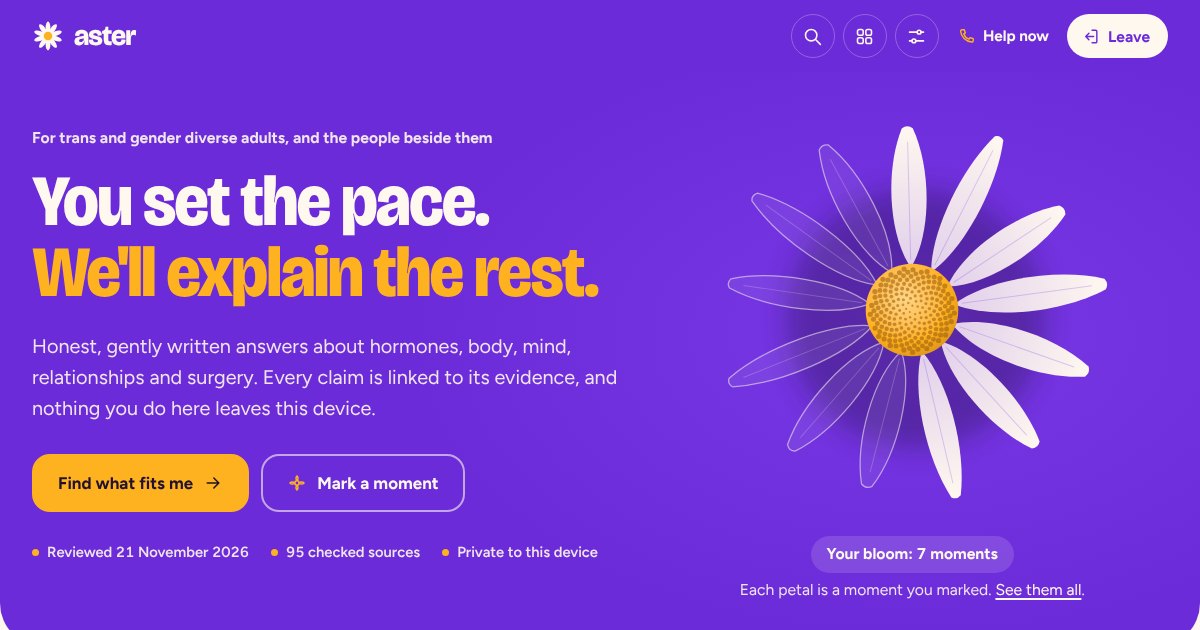 aster
Help now
Leave
For trans and gender diverse adults, and the people beside them
You set the pace.
We'll explain the rest.
Honest, gently written answers about hormones, body, mind,
relationships and surgery. Every claim is linked to its evidence, and
nothing you do here leaves this device.
Find what fits me
Mark a moment
Reviewed 21 November 2026
95 checked sources
Private to this device
Your bloom: 7 moments
Each petal is a moment you marked. See them all.